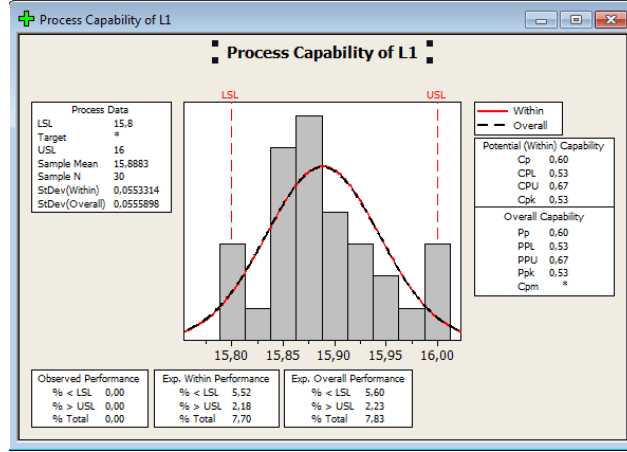 Process Capability of L1
Process Capability of L1
LSL USL
Process Data
LSL 15,8
Target *
USL 16
Sample Mean 15,8883
Sample N 30
StDev(Within) 0,0553314
StDev(Overall) 0,0555898
Within
Overall
Potential (Within) Capability
Cp 0,60
CPL 0,53
CPU 0,67
Cpk 0,53
Overall Capability
Pp 0,60
PPL 0,53
PPU 0,67
Ppk 0,53
Cpm *
15,80 15,85 15,90 15,95 16,00
Observed Performance
% < LSL 0,00
% > USL 0,00
% Total 0,00
Exp. Within Performance
% < LSL 5,52
% > USL 2,18
% Total 7,70
Exp. Overall Performance
% < LSL 5,60
% > USL 2,23
% Total 7,83